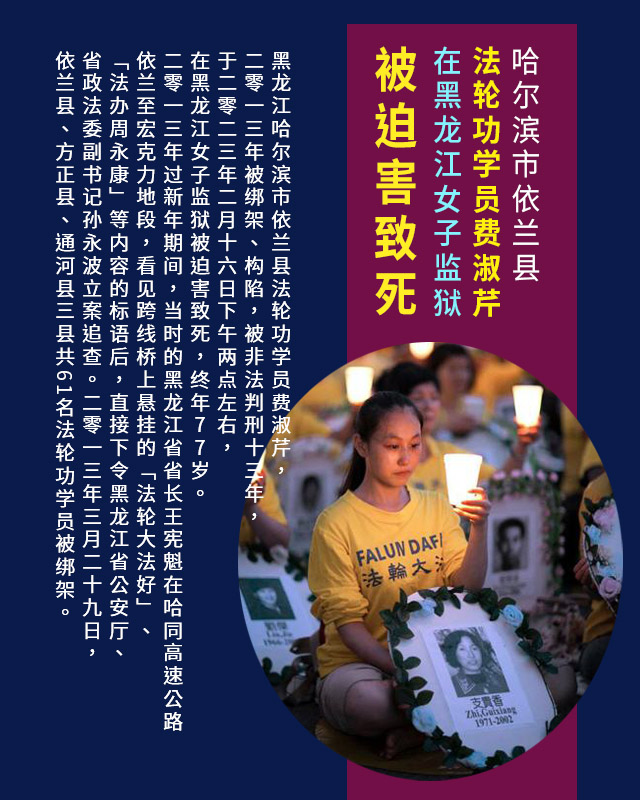 哈尔滨市依兰县
法轮功学员费淑芹
在黑龙江女子监狱
被迫害致死
黑龙江哈尔滨市依兰县法轮功学员费淑芹，
二零一三年被绑架、构陷，被非法判刑十三年，
于二零二三年二月十六日下午两点左右，
在黑龙江女子监狱被迫害致死，终年77岁。
二零一三年过新年期间，当时的黑龙江省省长王宪魁在哈同高速公路
依兰至宏克力地段，看见跨线桥上悬挂的「法轮大法好」、
「法办周永康」等内容的标语后，直接下令黑龙江省公安厅、
省政法委副书记孙永波立案追查。二零一三年三月二十九日，
依兰县、方正县、通河县三县共61名法轮功学员被绑架。
FALUN DAFA
法輪大法
支貴香
Zhi,Guixiang
1971-2002
Liu,Jie
1966-20